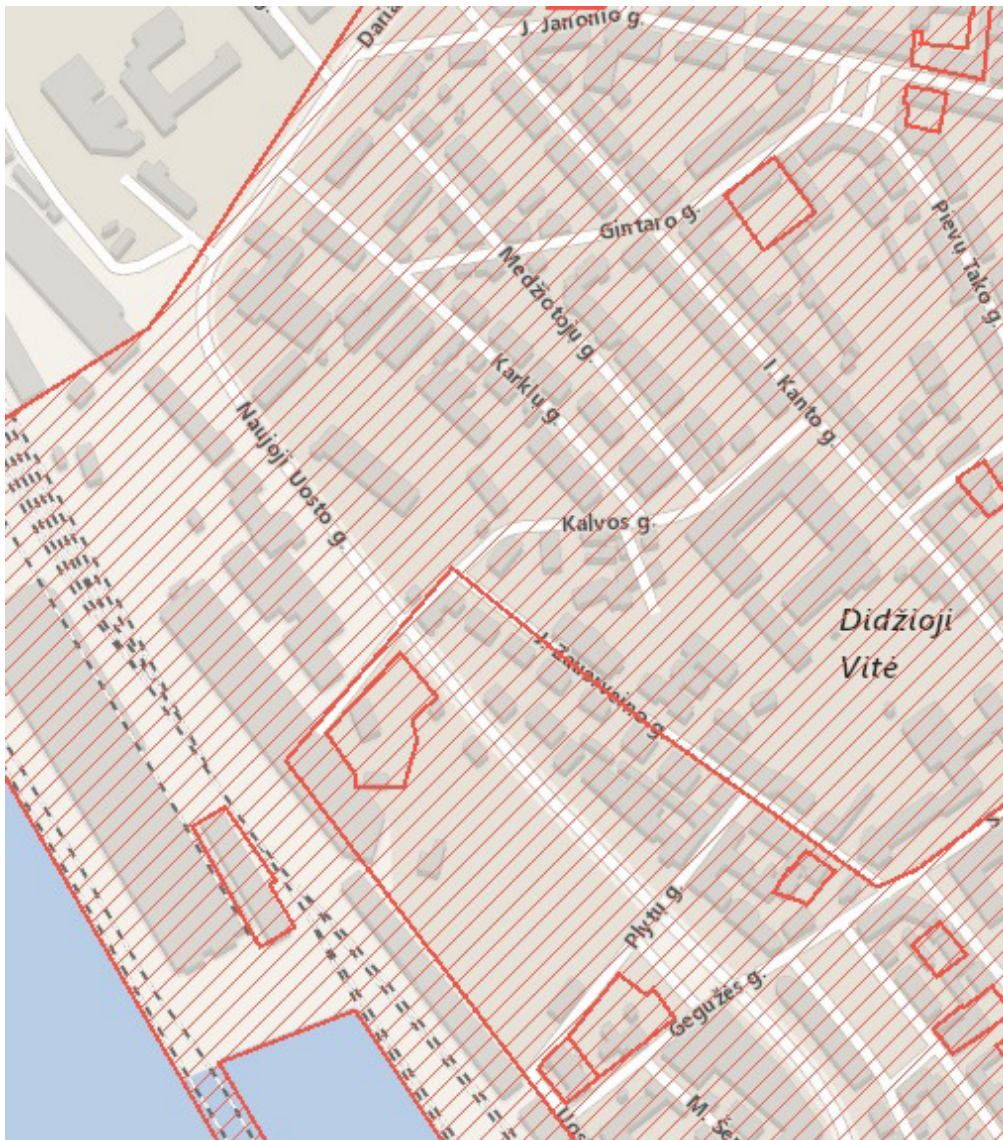 J. Janonio g.
Gintaro g.
Pievų Tako g.
Medžiotojų g.
I. Kanto g.
Karklų g.
Naujoji Uosto g.
Kalvos g.
Didžioji
Vitė
J. Zauerveino g.
Plytų g.
Gegužės g.